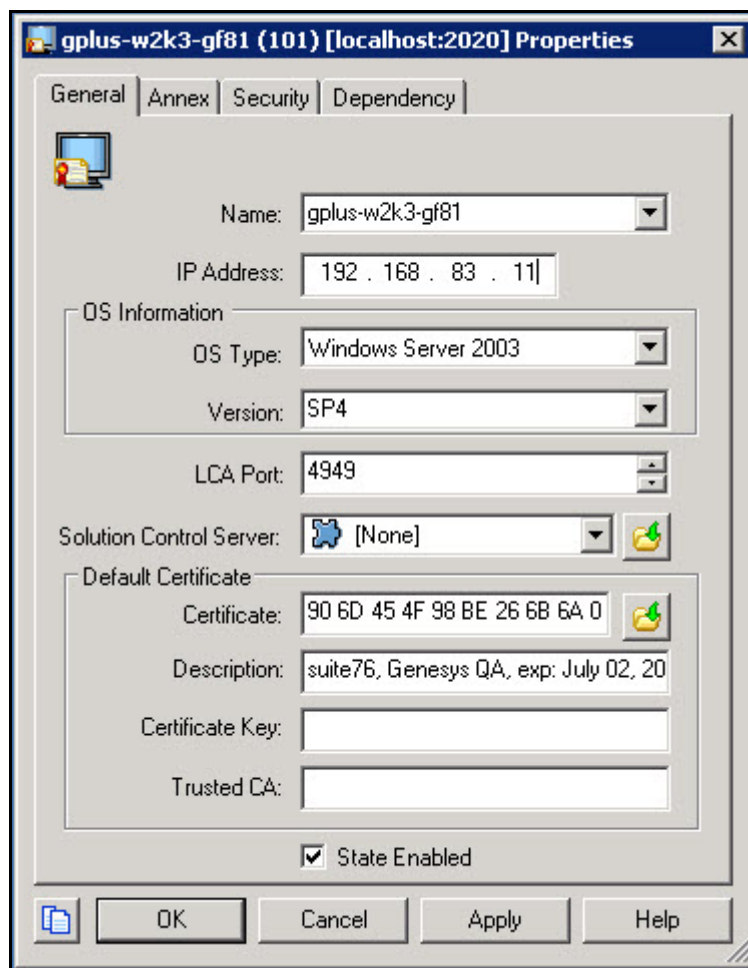 gplus-w2k3-gf81 (101) [localhost:2020] Properties
General Annex Security Dependency
Name: gplus-w2k3-gf81
IP Address: 192 . 168 . 83 . 11
OS Information
OS Type: Windows Server 2003
Version: SP4
LCA Port: 4949
Solution Control Server: [None]
Default Certificate
Certificate: 90 6D 45 4F 98 BE 26 6B 6A 0
Description: suite76, Genesys QA, exp: July 02, 20
Certificate Key:
Trusted CA:
State Enabled
OK Cancel Apply Help